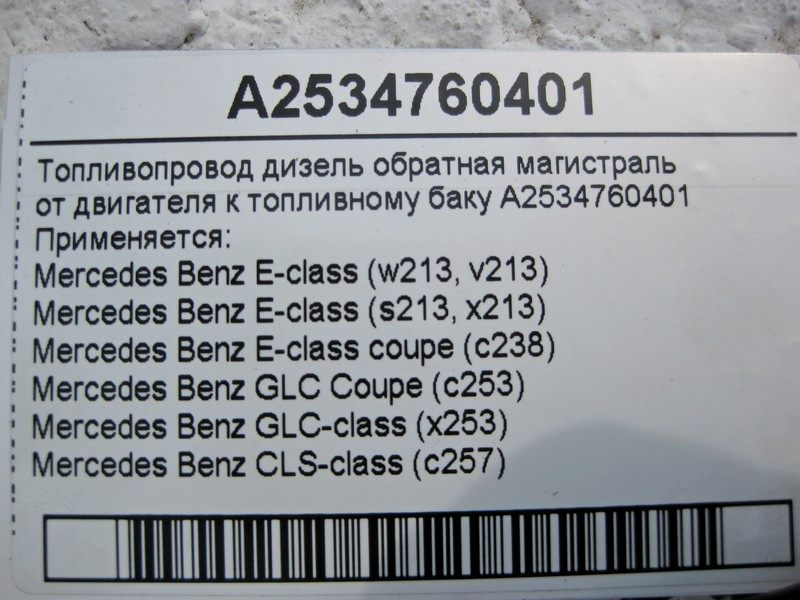 A2534760401
Топливопровод дизель обратная магистраль
от двигателя к топливному баку A2534760401
Применяется:
Mercedes Benz E-class (w213, v213)
Mercedes Benz E-class (s213, x213)
Mercedes Benz E-class coupe (c238)
Mercedes Benz GLC Coupe (c253)
Mercedes Benz GLC-class (x253)
Mercedes Benz CLS-class (c257)